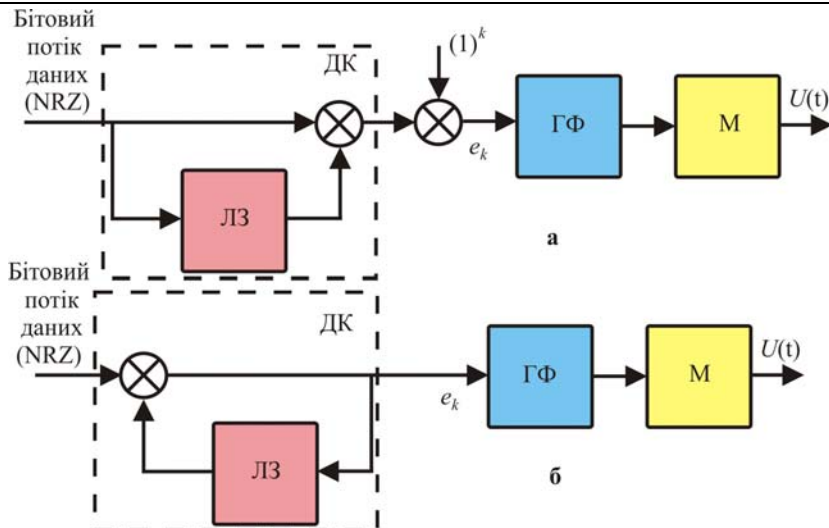 Бітовий
потік
даних
(NRZ)
ДК
(1)^k
ЛЗ
e_k
ГФ
М
U(t)
а
Бітовий
потік
даних
(NRZ)
ДК
ЛЗ
e_k
ГФ
М
U(t)
б